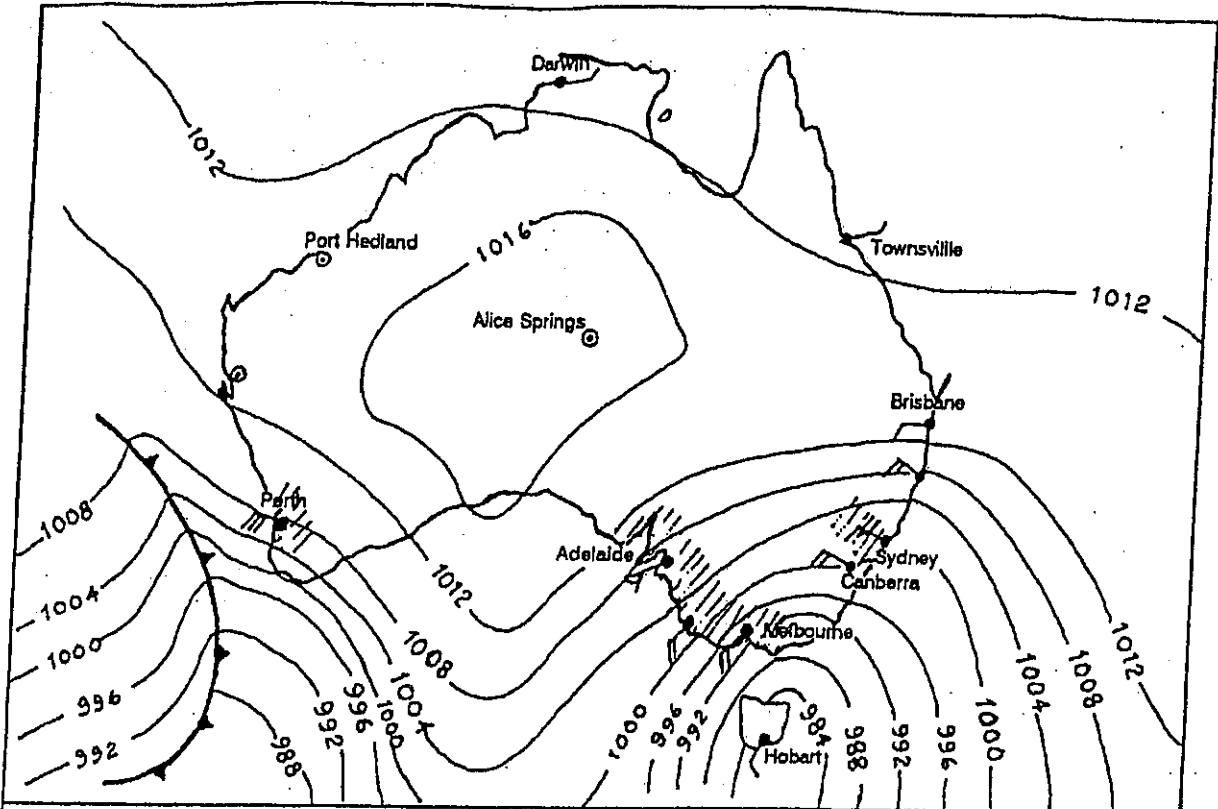 Darwin
1012
Port Hedland
1016
Townsville
Alice Springs
1012
Brisbane
Perth
1008
Adelaide
Sydney
Canberra
1012
1004
Melbourne
1008
1012
1000
1004
1008
1004
996
992
996
1000
1000
996
992
984
988
992
996
1000
992
988
Hobart